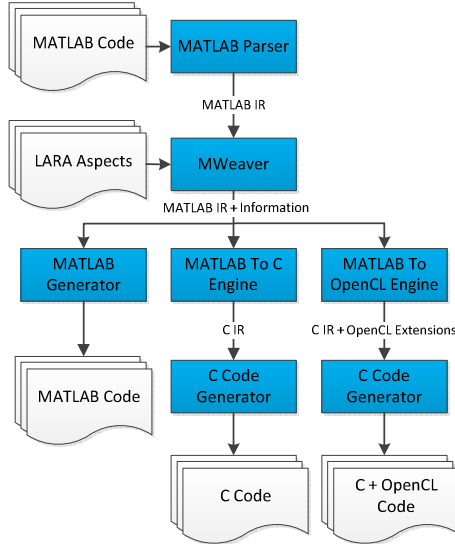 MATLAB Code
MATLAB Parser
MATLAB IR
LARA Aspects
MWeaver
MATLAB IR + Information
MATLAB
Generator
MATLAB To C
Engine
MATLAB To
OpenCL Engine
C IR
C IR + OpenCL Extensions
MATLAB Code
C Code
Generator
C Code
Generator
C Code
C + OpenCL
Code